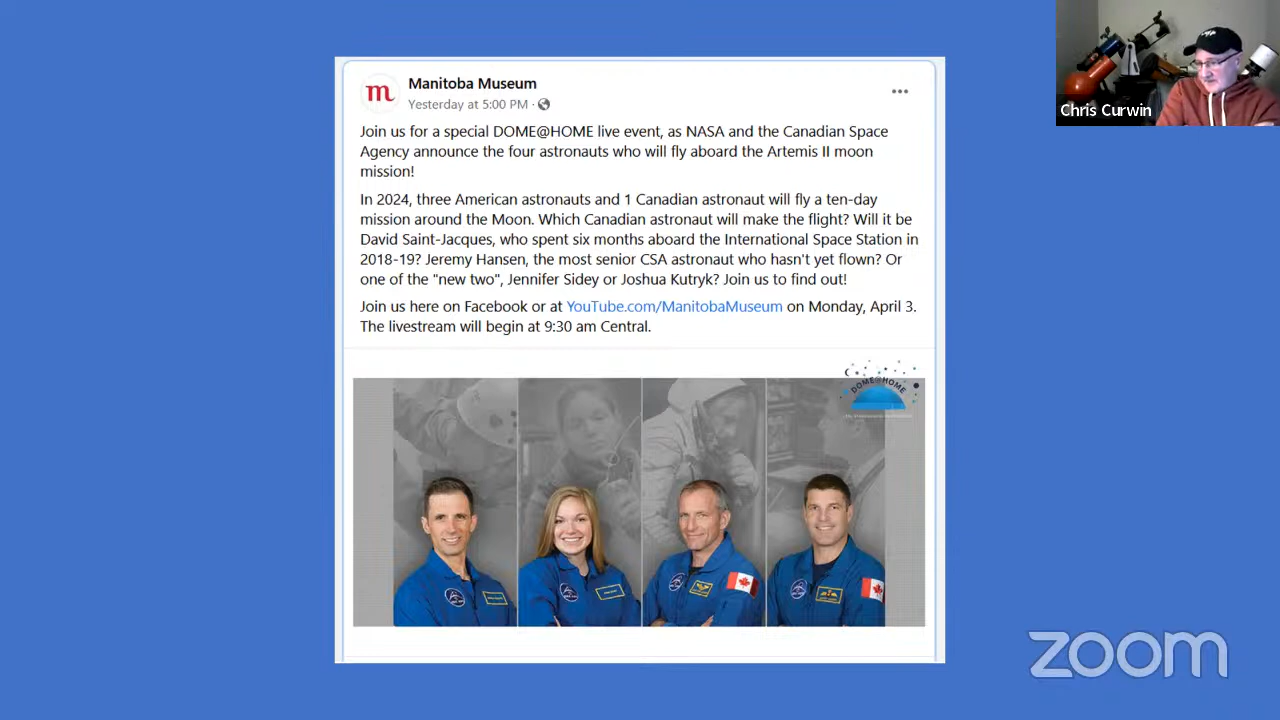 Manitoba Museum
Yesterday at 5:00 PM ·
Join us for a special DOME@HOME live event, as NASA and the Canadian Space
Agency announce the four astronauts who will fly aboard the Artemis II moon
mission!
In 2024, three American astronauts and 1 Canadian astronaut will fly a ten-day
mission around the Moon. Which Canadian astronaut will make the flight? Will it be
David Saint-Jacques, who spent six months aboard the International Space Station in
2018-19? Jeremy Hansen, the most senior CSA astronaut who hasn't yet flown? Or
one of the "new two", Jennifer Sidey or Joshua Kutryk? Join us to find out!
Join us here on Facebook or at YouTube.com/ManitobaMuseum on Monday, April 3.
The livestream will begin at 9:30 am Central.
DOME@HOME
Chris Curwin
zoom